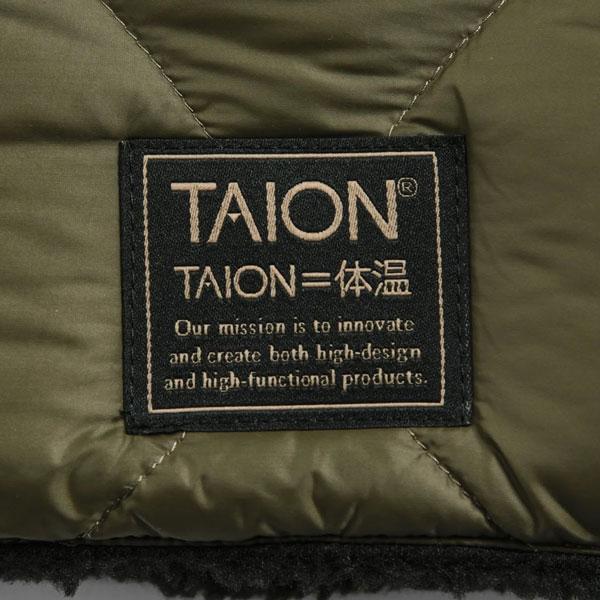 TAION®
TAION=体温
Our mission is to innovate
and create both high-design
and high-functional products.